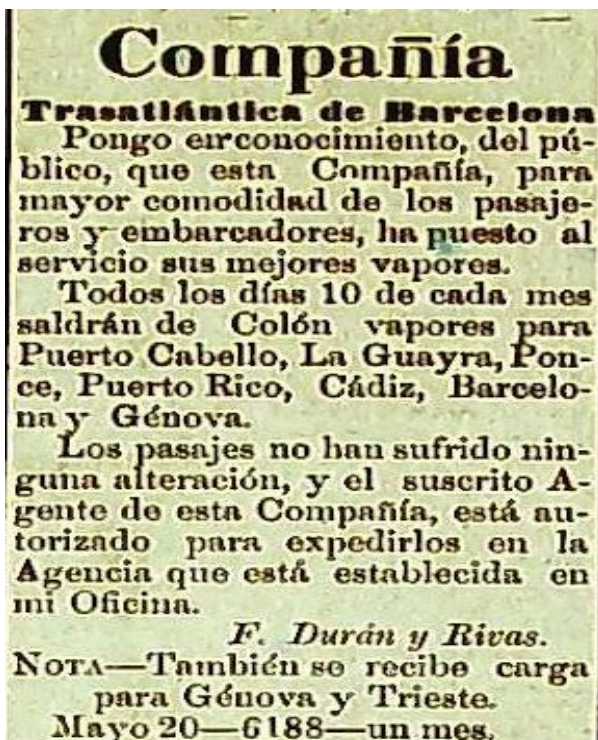 Compañía
Trasatlántica de Barcelona
Pongo en conocimiento, del pú-
blico, que esta Compañía, para
mayor comodidad de los pasaje-
ros y embarcadores, ha puesto al
servicio sus mejores vapores.
Todos los días 10 de cada mes
saldrán de Colón vapores para
Puerto Cabello, La Guayra, Pon-
ce, Puerto Rico, Cádiz, Barcelo-
na y Génova.
Los pasajes no han sufrido nin-
guna alteración, y el suscrito A-
gente de esta Compañía, está au-
torizado para expedirlos en la
Agencia que está establecida en
mi Oficina.
F. Durán y Rivas.
NOTA—También se recibe carga
para Génova y Trieste.
Mayo 20—6188—un mes.